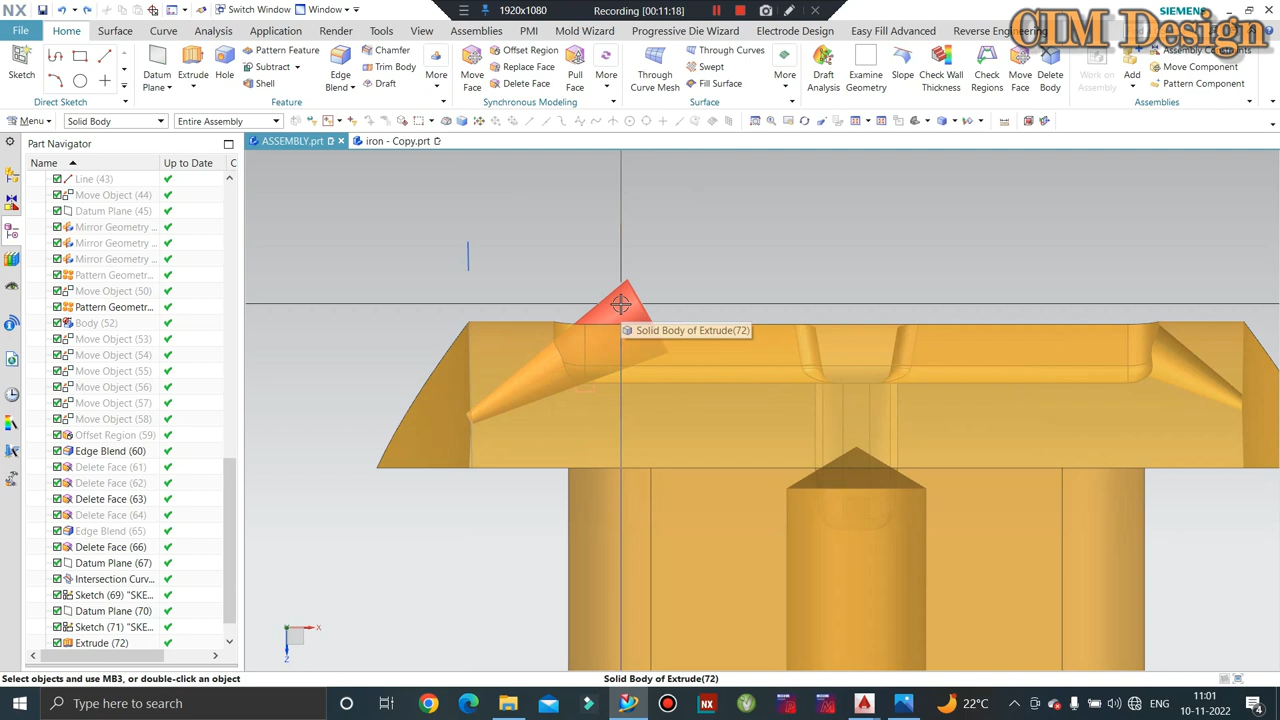 NX Switch Window Window 1920x1080 Recording [00:11:18] SIEMENS
CIM Design
File Home Surface Curve Analysis Application Render Tools View Assemblies PMI Mold Wizard Progressive Die Wizard Electrode Design Easy Fill Advanced Reverse Engineering
Pattern Feature Chamfer Offset Region Through Curves Assembly Constraints
Subtract Trim Body Replace Face Swept Move Component
Shell Draft Delete Face Fill Surface Pattern Component
Sketch Datum Plane Extrude Hole Edge Blend More Move Face Pull Face More Through Curve Mesh More Draft Analysis Examine Geometry Slope Check Wall Thickness Check Regions Move Face Delete Body Work on Assembly Add
Direct Sketch Feature Synchronous Modeling Surface Assemblies
Menu Solid Body Entire Assembly
Part Navigator ASSEMBLY.prt iron - Copy.prt
Name Up to Date C
Line (43)
Move Object (44)
Datum Plane (45)
Mirror Geometry ...
Mirror Geometry ...
Mirror Geometry ...
Pattern Geometr...
Move Object (50)
Pattern Geometr...
Body (52)
Move Object (53)
Move Object (54)
Move Object (55)
Move Object (56)
Move Object (57)
Move Object (58)
Offset Region (59)
Edge Blend (60)
Delete Face (61)
Delete Face (62)
Delete Face (63)
Delete Face (64)
Edge Blend (65)
Delete Face (66)
Datum Plane (67)
Intersection Curv...
Sketch (69) "SKE...
Datum Plane (70)
Sketch (71) "SKE...
Extrude (72)
Solid Body of Extrude(72)
X
Z
Select objects and use MB3, or double-click an object Solid Body of Extrude(72)
Type here to search 22°C ENG 11:01
10-11-2022